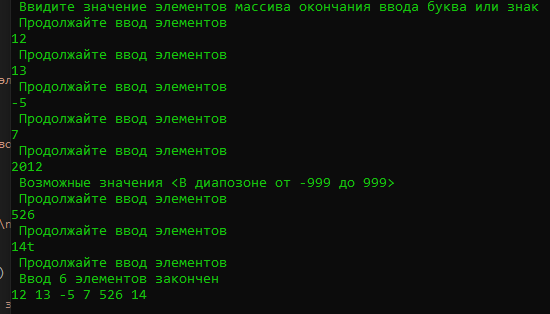 Ввидите значение элементов массива окончания ввода буква или знак
Продолжайте ввод элементов
12
Продолжайте ввод элементов
13
Продолжайте ввод элементов
-5
Продолжайте ввод элементов
7
Продолжайте ввод элементов
2012
Возможные значения <В диапозоне от -999 до 999>
Продолжайте ввод элементов
526
Продолжайте ввод элементов
14t
Продолжайте ввод элементов
Ввод 6 элементов закончен
12 13 -5 7 526 14